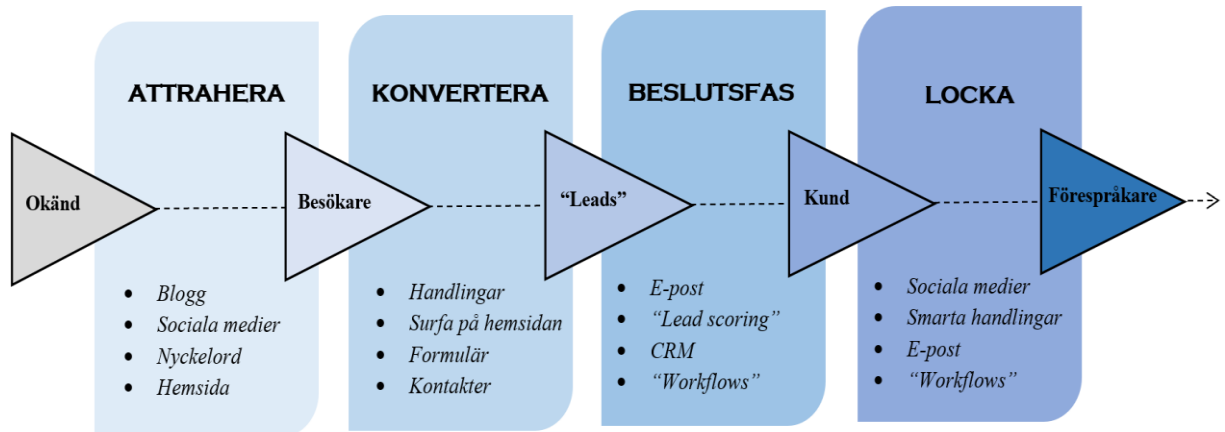 ATTRAHERA
KONVERTERA
BESLUTSFAS
LOCKA
Okänd
Besökare
“Leads”
Kund
Förespråkare
Blogg
Sociala medier
Nyckelord
Hemsida
Handlingar
Surfa på hemsidan
Formulär
Kontakter
E-post
“Lead scoring”
CRM
“Workflows”
Sociala medier
Smarta handlingar
E-post
“Workflows”